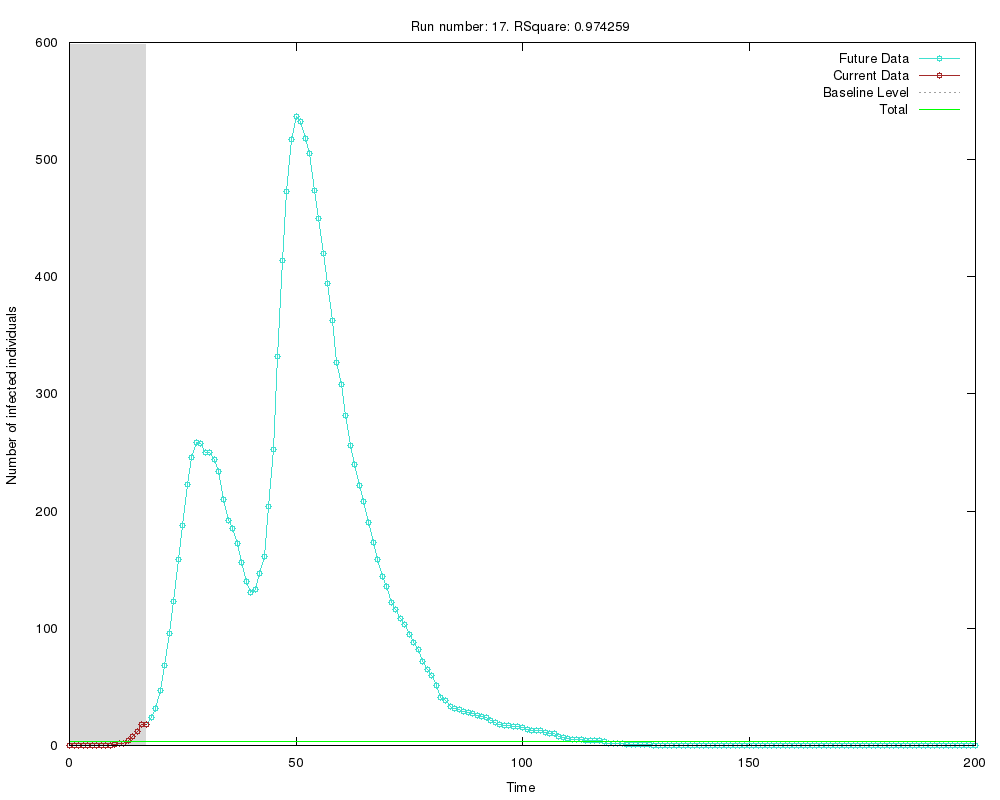 Run number: 17. RSquare: 0.974259
600
500
400
300
200
100
0
Number of infected individuals
Future Data
Current Data
Baseline Level
Total
0
50
100
150
200
Time